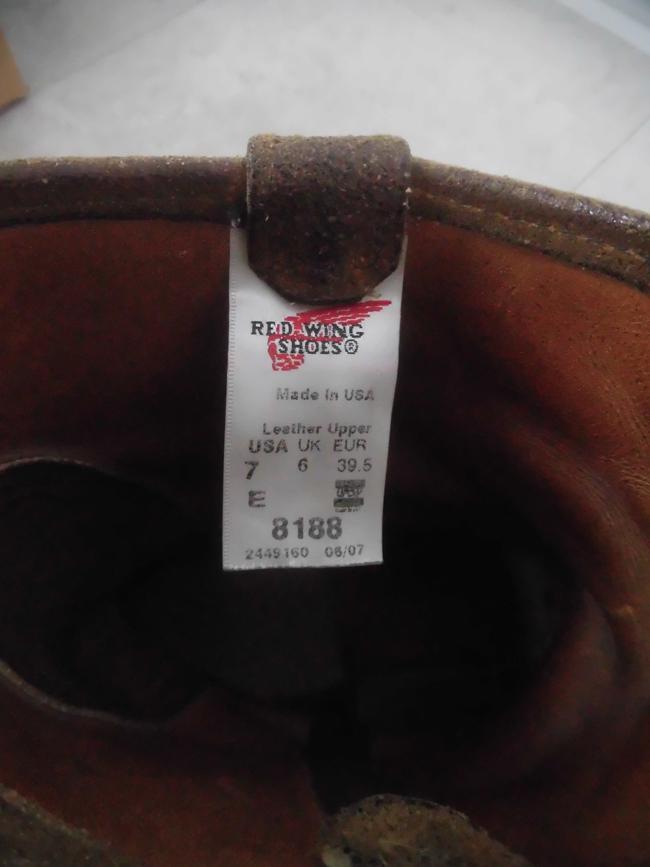 RED WING
SHOES®
Made in USA
Leather Upper
USA UK EUR
7 6 39.5
E
8188
2449160 06/07